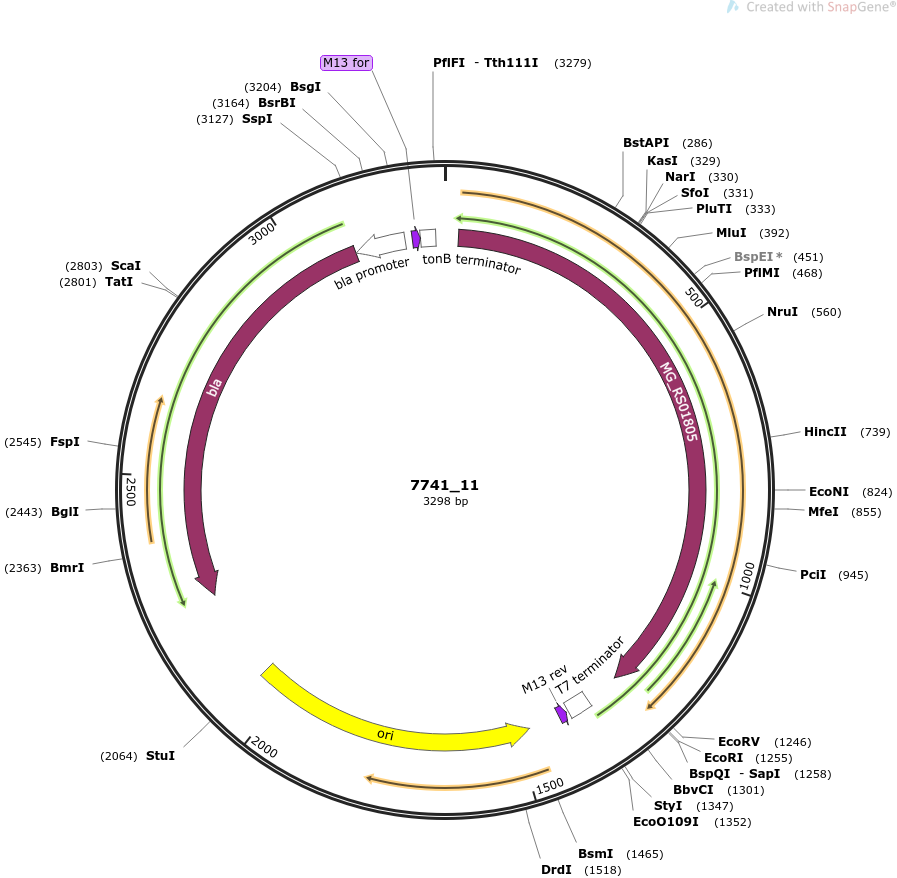 Created with SnapGene®
M13 for
PflFI - Tth111I (3279)
(3204) BsgI
(3164) BsrBI
(3127) SspI
BstAPI (286)
KasI (329)
NarI (330)
SfoI (331)
PluTI (333)
MluI (392)
BspEI * (451)
PflMI (468)
NruI (560)
HincII (739)
EcoNI (824)
MfeI (855)
PciI (945)
EcoRV (1246)
EcoRI (1255)
BspQI - SapI (1258)
BbvCI (1301)
StyI (1347)
EcoO109I (1352)
BsmI (1465)
DrdI (1518)
(2064) StuI
(2363) BmrI
(2443) BglI
(2545) FspI
(2801) TatI
(2803) ScaI
500
1000
1500
2000
2500
3000
bla promoter
tonB terminator
MG_RS01805
bla
7741_11
3298 bp
M13 rev
T7 terminator
ori